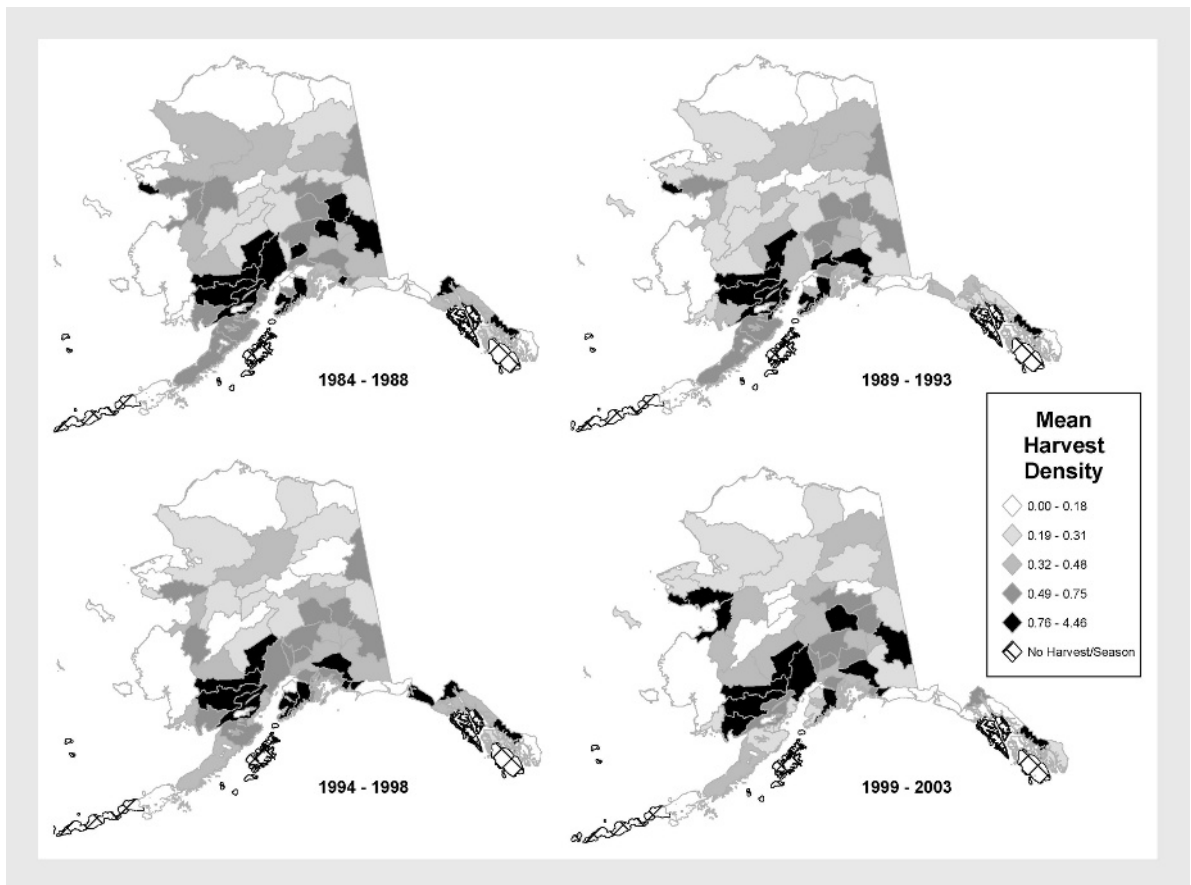 1984 - 1988
1989 - 1993
Mean
Harvest
Density
0.00 - 0.18
0.19 - 0.31
0.32 - 0.48
0.49 - 0.75
0.76 - 4.46
No Harvest/Season
1994 - 1998
1999 - 2003